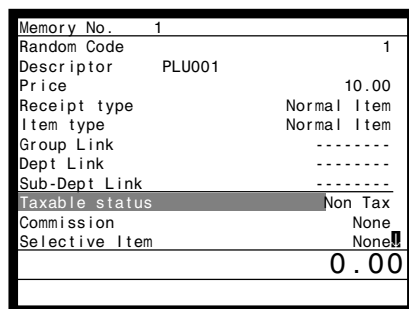 Memory No. 1
Random Code 1
Descriptor PLU001
Price 10.00
Receipt type Normal Item
Item type Normal Item
Group Link --------
Dept Link --------
Sub-Dept Link --------
Taxable status Non Tax
Commission None
Selective Item None↓
0.00